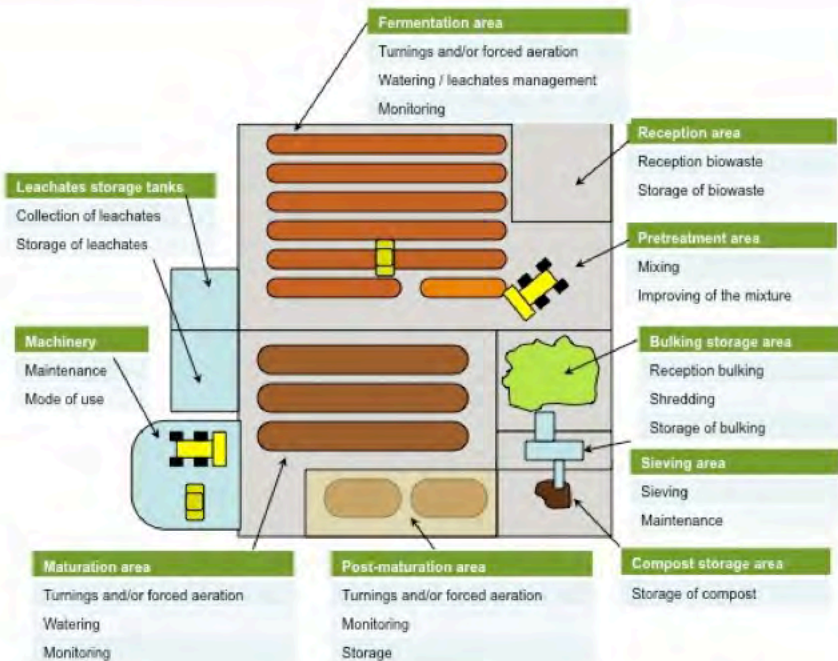 Fermentation area
Turnings and/or forced aeration
Watering / leachates management
Monitoring
Reception area
Reception biowaste
Storage of biowaste
Leachates storage tanks
Collection of leachates
Storage of leachates
Pretreatment area
Mixing
Improving of the mixture
Machinery
Maintenance
Mode of use
Bulking storage area
Reception bulking
Shredding
Storage of bulking
Sieving area
Sieving
Maintenance
Maturation area
Turnings and/or forced aeration
Watering
Monitoring
Post-maturation area
Turnings and/or forced aeration
Monitoring
Storage
Compost storage area
Storage of compost